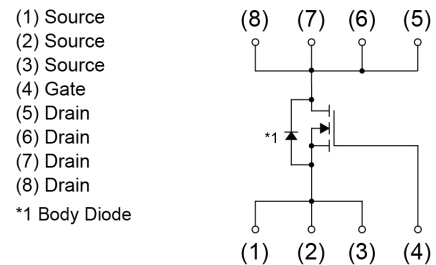 (1) Source
(2) Source
(3) Source
(4) Gate
(5) Drain
(6) Drain
(7) Drain
(8) Drain
*1 Body Diode
(8) (7) (6) (5)
*1
(1) (2) (3) (4)